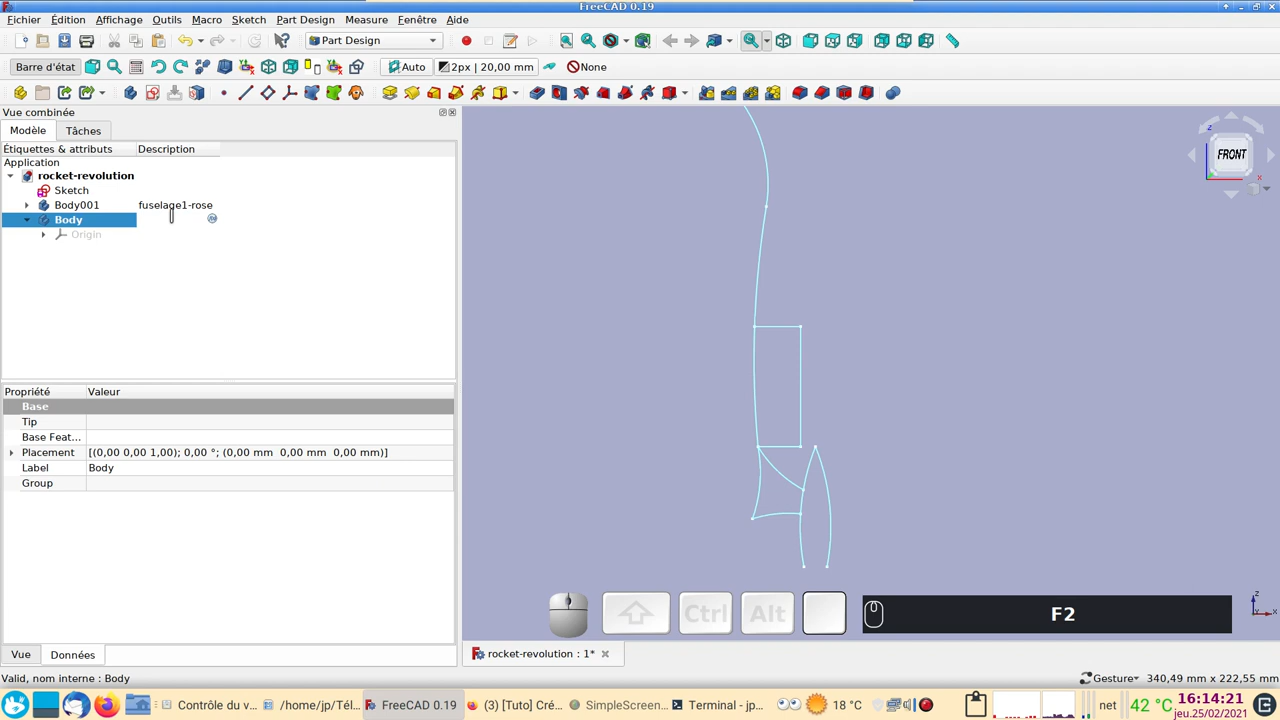 FreeCAD 0.19
Fichier Édition Affichage Outils Macro Sketch Part Design Measure Fenêtre Aide
Part Design
Barre d'état Auto 2px | 20,00 mm None
Vue combinée
Modèle Tâches
Étiquettes & attributs Description
Application
rocket-revolution
Sketch
Body001 fuselage1-rose
Body
Origin
Propriété Valeur
Base
Tip
Base Feat...
Placement [(0,00 0,00 1,00); 0,00 °; (0,00 mm 0,00 mm 0,00 mm)]
Label Body
Group
Vue Données
FRONT
z
x
Ctrl Alt F2
z
x
rocket-revolution : 1*
Valid, nom interne : Body Gesture 340,49 mm x 222,55 mm
Contrôle du v... /home/jp/Tél... FreeCAD 0.19 (3) [Tuto] Cré... SimpleScreen... Terminal - jp... 18 °C net 42 °C 16:14:21
jeu.25/02/2021